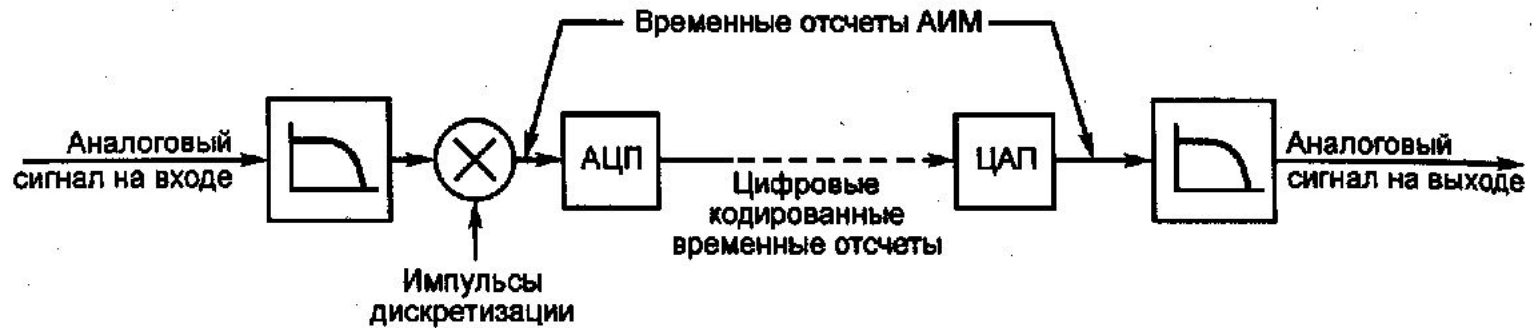 Временные отсчеты АИМ
Аналоговый
сигнал на входе
АЦП
Цифровые
кодированные
временные отсчеты
ЦАП
Аналоговый
сигнал на выходе
Импульсы
дискретизации